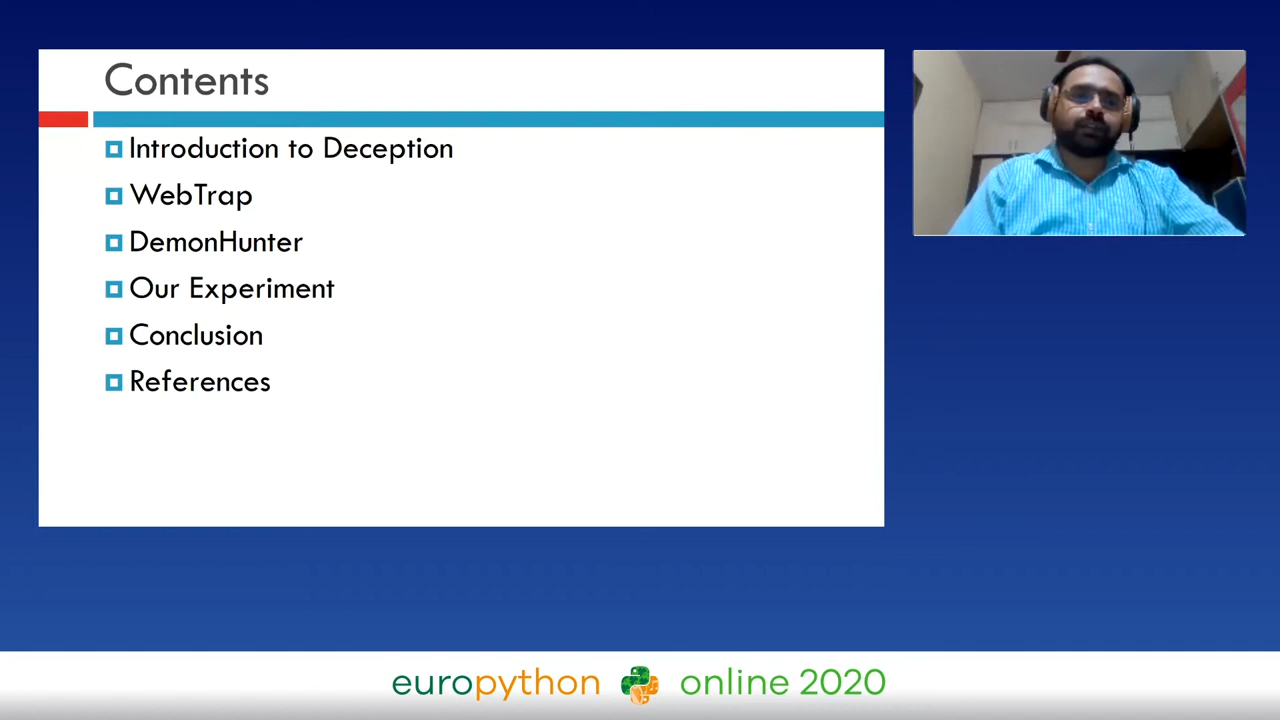 Contents
Introduction to Deception
WebTrap
DemonHunter
Our Experiment
Conclusion
References
europython online 2020